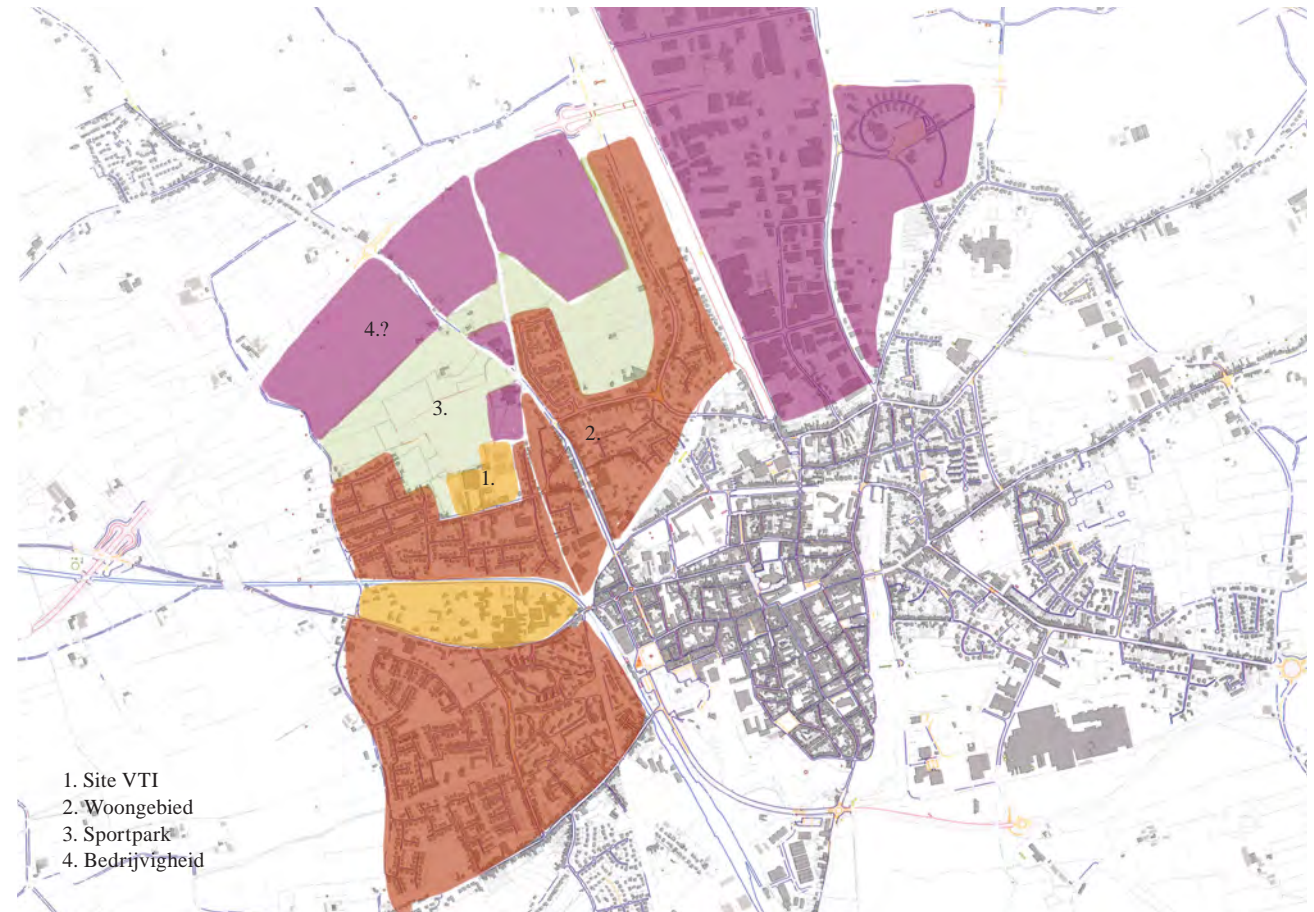 4.?
3.
2.
1.
1. Site VTI
2. Woongebied
3. Sportpark
4. Bedrijvigheid